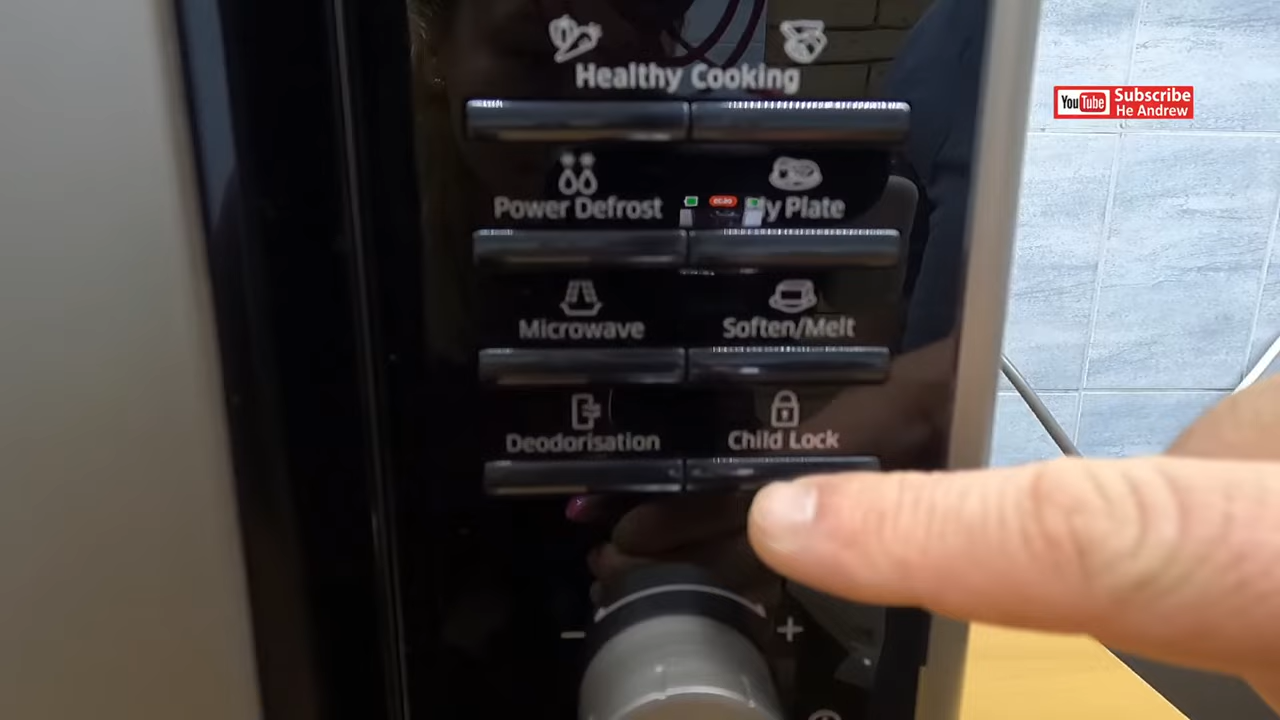 Healthy Cooking
YouTube
Subscribe
He Andrew
Power Defrost
y Plate
Microwave
Soften/Melt
Deodorisation
Child Lock
−
+